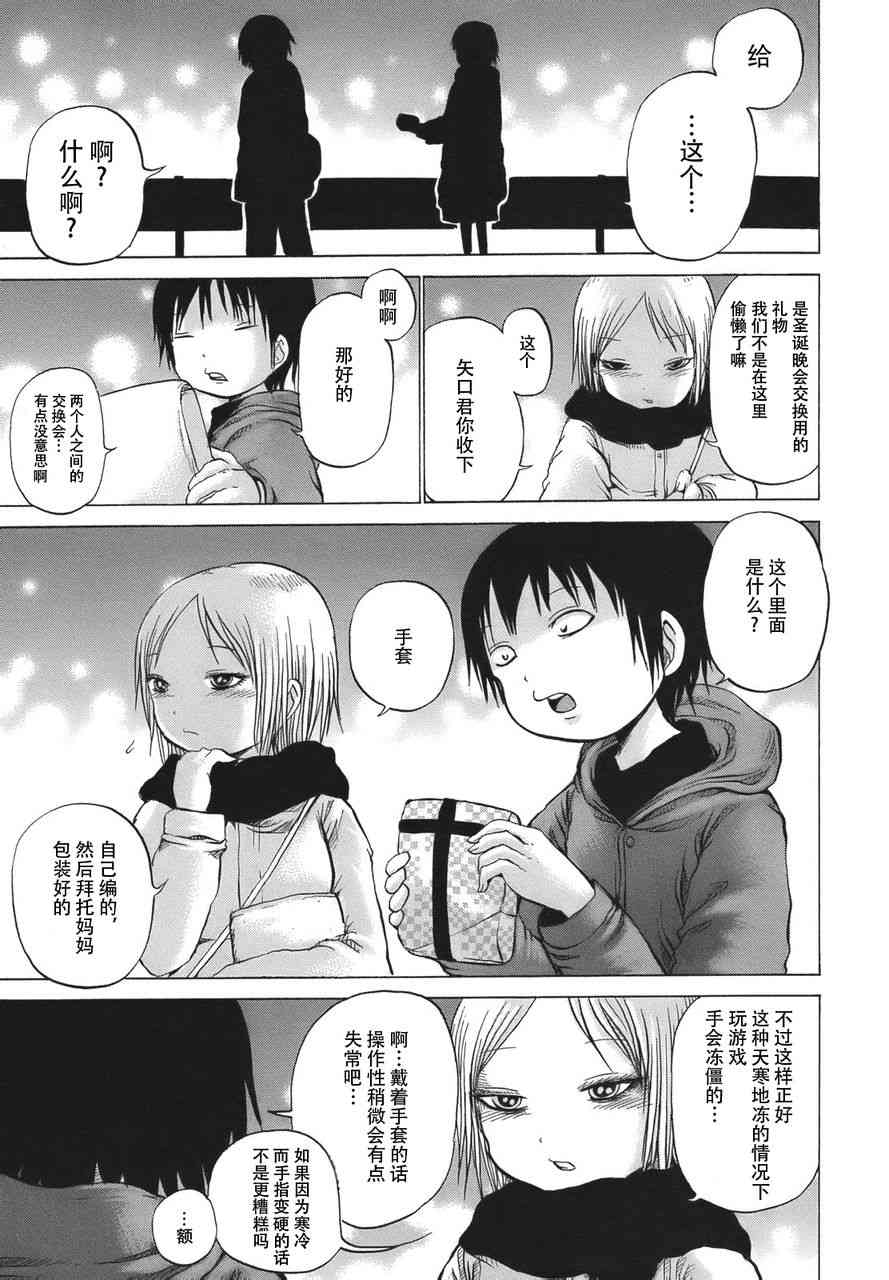 给
…这个…
啊？
什么啊？
是圣诞晚会交换用的
礼物
我们不是在这里
偷懒了嘛
这个
矢口君你收下
啊啊
那好的
两个人之间的
交换会…
有点没意思啊
这个里面
是什么？
手套
自己编的，
然后拜托妈妈
包装好的
不过这样正好
这种天寒地冻的情况下
玩游戏
手会冻僵的…
啊…戴着手套的话
操作性稍微会有点
失常吧…
如果因为寒冷
而手指变硬的话
不是更糟糕吗
…额